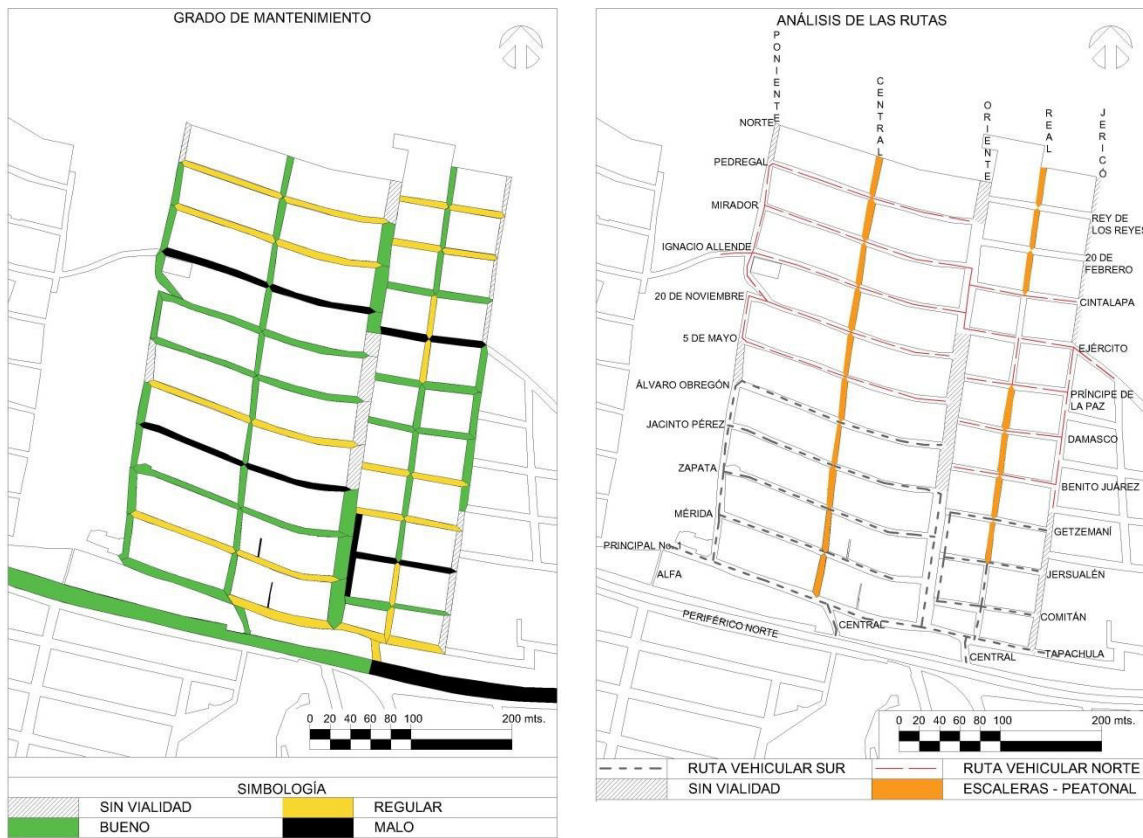 GRADO DE MANTENIMIENTO
0 20 40 60 80 100 200 mts.
SIMBOLOGÍA
SIN VIALIDAD
REGULAR
BUENO
MALO
ANÁLISIS DE LAS RUTAS
PONIENTE
CENTRAL
ORIENTE
REAL
JERICÓ
NORTE
PEDREGAL
MIRADOR
IGNACIO ALLENDE
20 DE NOVIEMBRE
5 DE MAYO
ÁLVARO OBREGÓN
JACINTO PÉREZ
ZAPATA
MÉRIDA
PRINCIPAL No.1
ALFA
PERIFÉRICO NORTE
CENTRAL
CENTRAL
REY DE
LOS REYES
20 DE
FEBRERO
CINTALAPA
EJÉRCITO
PRÍNCIPE DE
LA PAZ
DAMASCO
BENITO JUÁREZ
GETZEMANÍ
JERSUALÉN
COMITÁN
TAPACHULA
0 20 40 60 80 100 200 mts.
RUTA VEHICULAR SUR
RUTA VEHICULAR NORTE
SIN VIALIDAD
ESCALERAS - PEATONAL